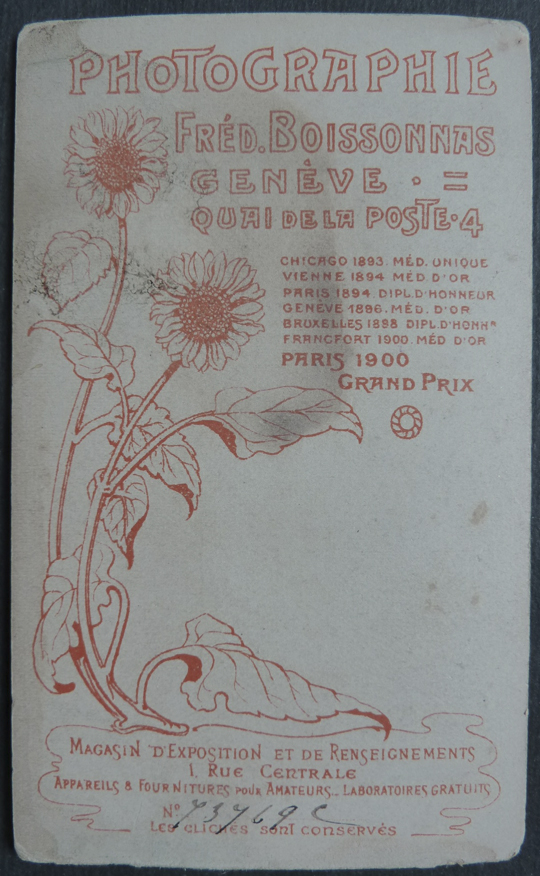 PHOTOGRAPHIE
FRÉD. BOISSONNAS
GENÈVE · =
QUAI DE LA POSTE · 4
CHICAGO 1893. MÉD. UNIQUE
VIENNE 1894 MÉD. D'OR
PARIS 1894. DIPL. D'HONNEUR
GENÈVE 1896. MÉD. D'OR
BRUXELLES 1898 DIPL. D'HONNR
FRANCFORT 1900. MÉD D'OR
PARIS 1900
GRAND PRIX
MAGASIN D'EXPOSITION ET DE RENSEIGNEMENTS
1, RUE CENTRALE
APPAREILS & FOURNITURES POUR AMATEURS... LABORATOIRES GRATUITS
No 73769 c
LES CLICHÉS SONT CONSERVÉS